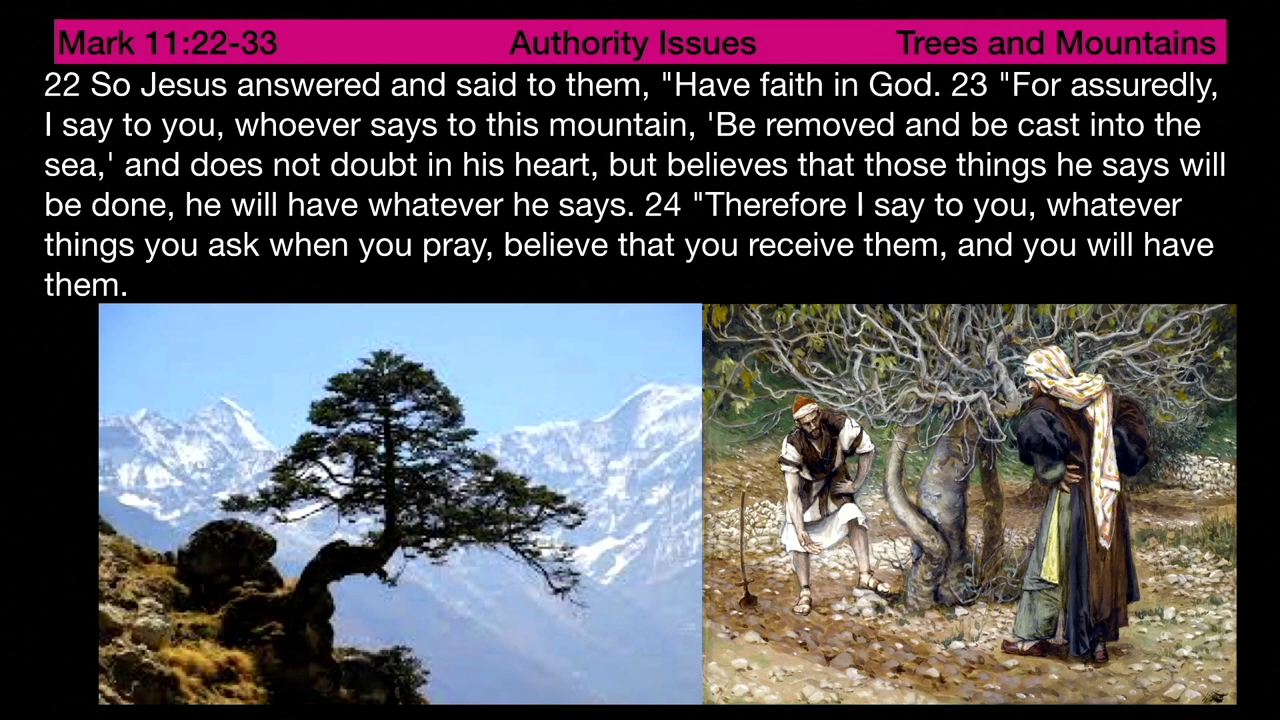 Mark 11:22-33 Authority Issues Trees and Mountains
22 So Jesus answered and said to them, "Have faith in God. 23 "For assuredly,
I say to you, whoever says to this mountain, 'Be removed and be cast into the
sea,' and does not doubt in his heart, but believes that those things he says will
be done, he will have whatever he says. 24 "Therefore I say to you, whatever
things you ask when you pray, believe that you receive them, and you will have
them.